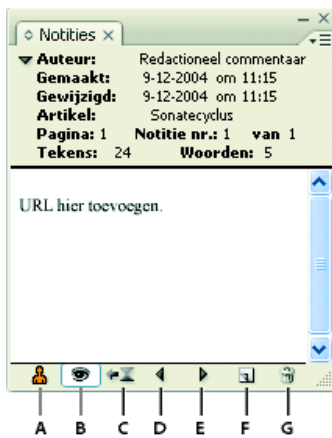 Notities
Auteur: Redactioneel commentaar
Gemaakt: 9-12-2004 om 11:15
Gewijzigd: 9-12-2004 om 11:15
Artikel: Sonatecyclus
Pagina: 1 Notitie nr.: 1 van 1
Tekens: 24 Woorden: 5
URL hier toevoegen.
A B C D E F G